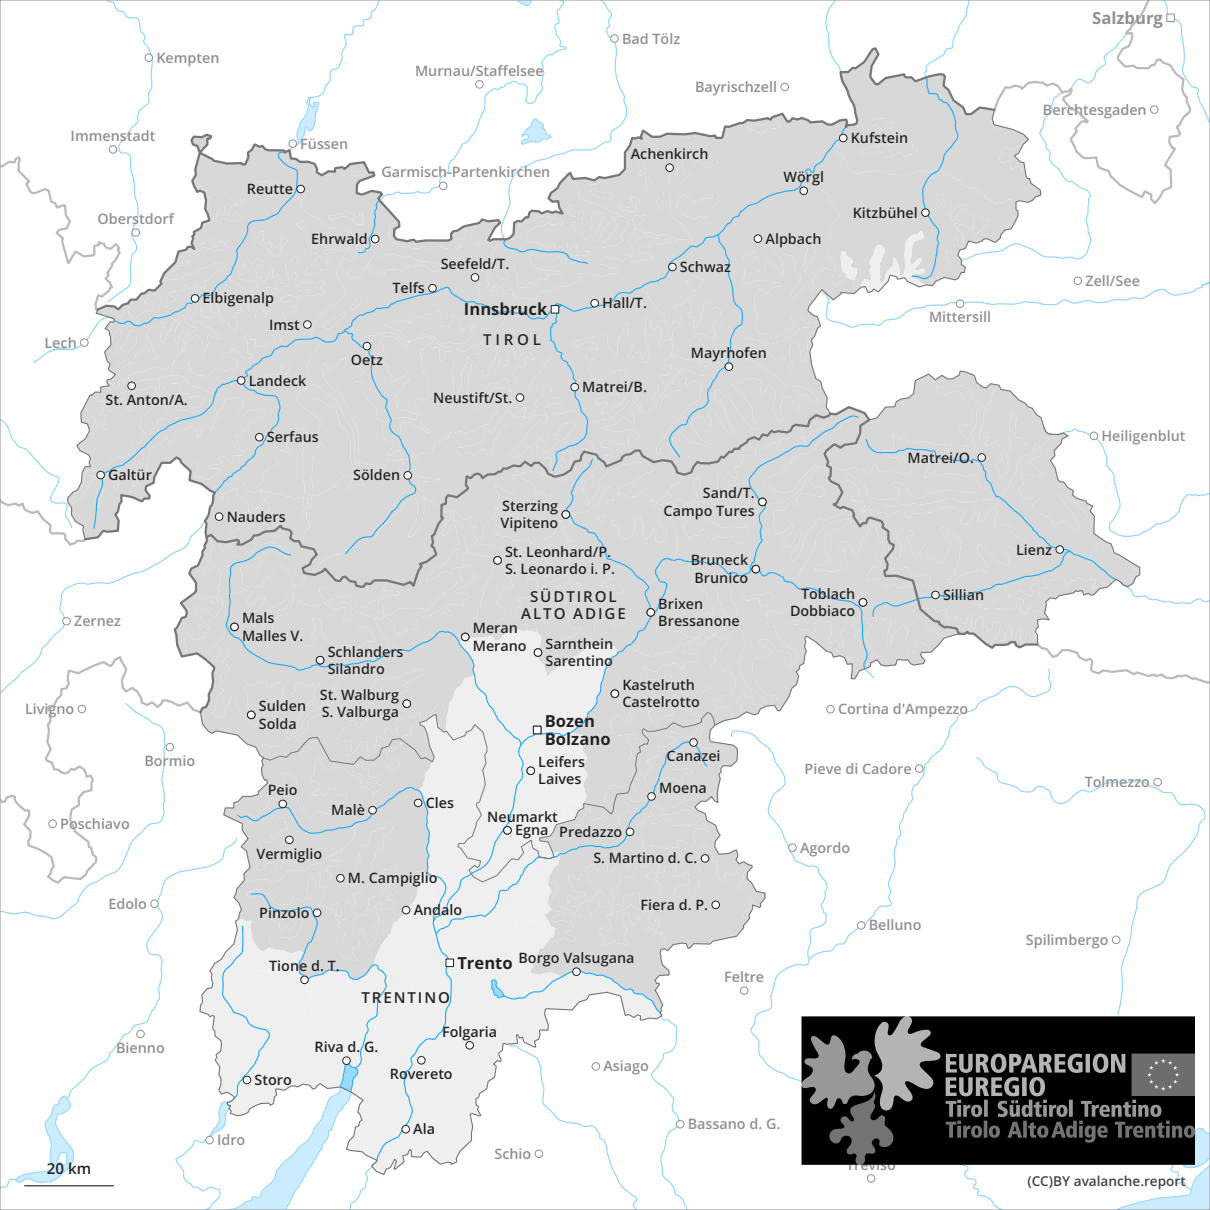 Salzburg
Bad Tölz
Kempten
Murnau/Staffelsee
Bayrischzell
Berchtesgaden
Immenstadt
Füssen
Kufstein
Achenkirch
Garmisch-Partenkirchen
Wörgl
Reutte
Oberstdorf
Kitzbühel
Ehrwald
Alpbach
Seefeld/T.
Schwaz
Zell/See
Telfs
Elbigenalp
Innsbruck
Hall/T.
Mittersill
Imst
TIROL
Lech
Oetz
Mayrhofen
Landeck
Matrei/B.
St. Anton/A.
Neustift/St.
Serfaus
Heiligenblut
Matrei/O.
Galtür
Sölden
Sand/T.
Campo Tures
Sterzing
Vipiteno
Nauders
St. Leonhard/P.
S. Leonardo i. P.
Lienz
Bruneck
Brunico
SÜDTIROL
ALTO ADIGE
Toblach
Dobbiaco
Sillian
Brixen
Bressanone
Zernez
Mals
Malles V.
Meran
Merano
Sarnthein
Sarentino
Schlanders
Silandro
Kastelruth
Castelrotto
St. Walburg
S. Valburga
Livigno
Sulden
Solda
Cortina d'Ampezzo
Bozen
Bolzano
Bormio
Canazei
Leifers
Laives
Pieve di Cadore
Tolmezzo
Peio
Moena
Malè
Cles
Neumarkt
Egna
Poschiavo
Predazzo
Vermiglio
S. Martino d. C.
Agordo
M. Campiglio
Edolo
Pinzolo
Andalo
Fiera d. P.
Belluno
Spilimbergo
Tione d. T.
Trento
Borgo Valsugana
Feltre
TRENTINO
Folgaria
Bienno
Riva d. G.
Rovereto
Asiago
Storo
EUROPAREGION
EUREGIO
Tirol Südtirol Trentino
Tirolo Alto Adige Trentino
Ala
Bassano d. G.
Idro
Schio
Treviso
20 km
(CC)BY avalanche.report